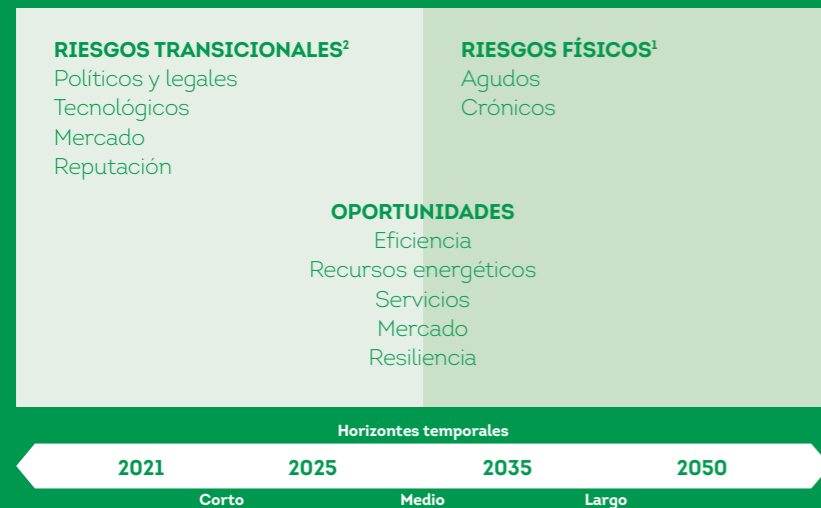 RIESGOS TRANSICIONALES²
Políticos y legales
Tecnológicos
Mercado
Reputación
RIESGOS FÍSICOS¹
Agudos
Crónicos
OPORTUNIDADES
Eficiencia
Recursos energéticos
Servicios
Mercado
Resiliencia
Horizontes temporales
2021 2025 2035 2050
Corto Medio Largo